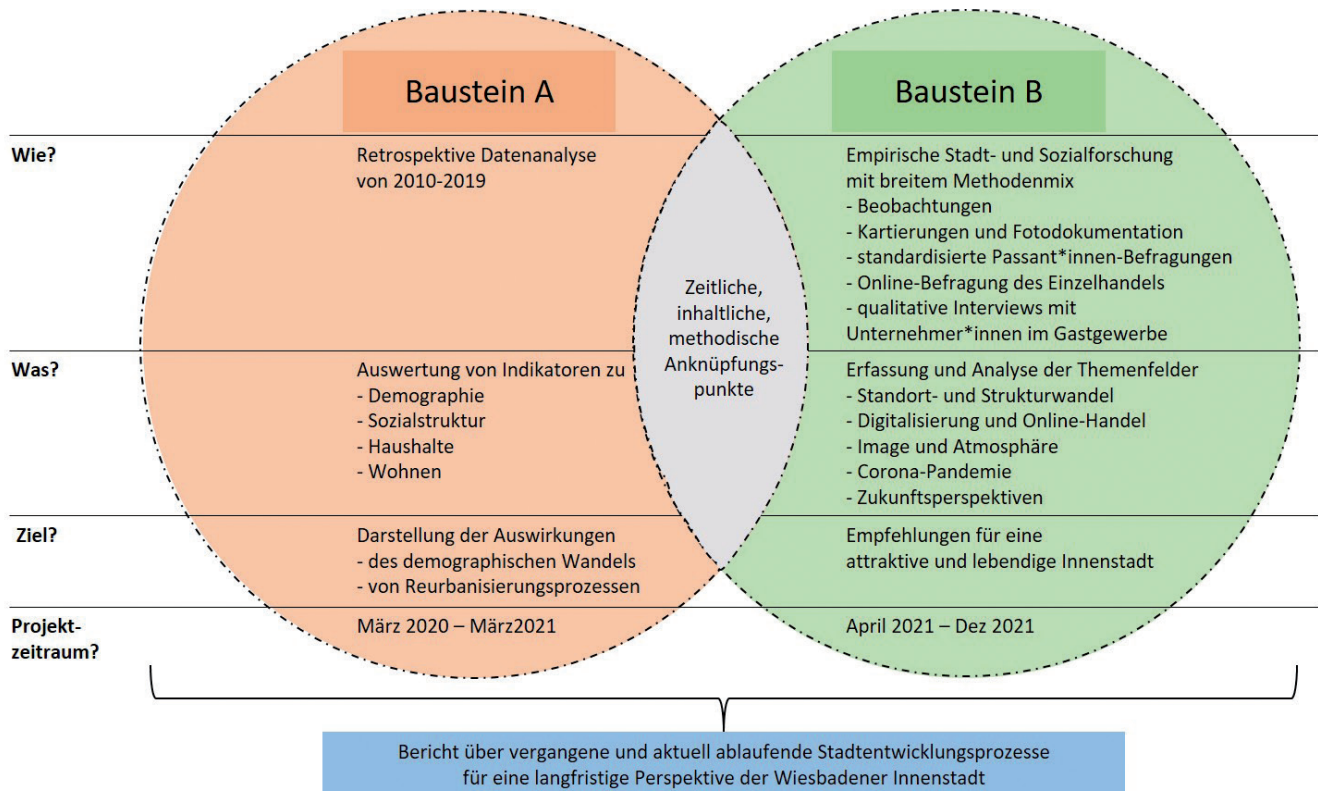 Baustein A
Baustein B
Wie?
Retrospektive Datenanalyse
von 2010-2019
Empirische Stadt- und Sozialforschung
mit breitem Methodenmix
- Beobachtungen
- Kartierungen und Fotodokumentation
- standardisierte Passant*innen-Befragungen
- Online-Befragung des Einzelhandels
- qualitative Interviews mit
Unternehmer*innen im Gastgewerbe
Zeitliche,
inhaltliche,
methodische
Anknüpfungs-
punkte
Was?
Auswertung von Indikatoren zu
- Demographie
- Sozialstruktur
- Haushalte
- Wohnen
Erfassung und Analyse der Themenfelder
- Standort- und Strukturwandel
- Digitalisierung und Online-Handel
- Image und Atmosphäre
- Corona-Pandemie
- Zukunftsperspektiven
Ziel?
Darstellung der Auswirkungen
- des demographischen Wandels
- von Reurbanisierungsprozessen
Empfehlungen für eine
attraktive und lebendige Innenstadt
Projekt-
zeitraum?
März 2020 – März2021
April 2021 – Dez 2021
Bericht über vergangene und aktuell ablaufende Stadtentwicklungsprozesse
für eine langfristige Perspektive der Wiesbadener Innenstadt